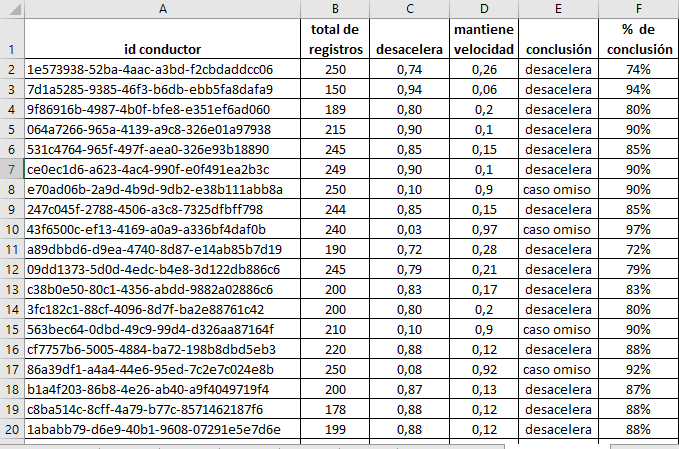 A B C D E F
1 id conductor total de registros desacelera mantiene velocidad conclusión % de conclusión
2 1e573938-52ba-4aac-a3bd-f2cbdaddcc06 250 0,74 0,26 desacelera 74%
3 7d1a5285-9385-46f3-b6db-ebb5fa8dafa9 150 0,94 0,06 desacelera 94%
4 9f86916b-4987-4b0f-bfe8-e351ef6ad060 189 0,80 0,2 desacelera 80%
5 064a7266-965a-4139-a9c8-326e01a97938 215 0,90 0,1 desacelera 90%
6 531c4764-965f-497f-aea0-326e93b18890 245 0,85 0,15 desacelera 85%
7 ce0ec1d6-a623-4ac4-990f-e0f491ea2b3c 249 0,90 0,1 desacelera 90%
8 e70ad06b-2a9d-4b9d-9db2-e38b111abb8a 250 0,10 0,9 caso omiso 90%
9 247c045f-2788-4506-a3c8-7325dfbff798 244 0,85 0,15 desacelera 85%
10 43f6500c-ef13-4169-a0a9-a336bf4daf0b 240 0,03 0,97 caso omiso 97%
11 a89dbbd6-d9ea-4740-8d87-e14ab85b7d19 190 0,72 0,28 desacelera 72%
12 09dd1373-5d0d-4edc-b4e8-3d122db886c6 245 0,79 0,21 desacelera 79%
13 c38b0e50-80c1-4356-abdd-9882a02886c6 200 0,83 0,17 desacelera 83%
14 3fc182c1-88cf-4096-8d7f-ba2e88761c42 200 0,80 0,2 desacelera 80%
15 563bec64-0dbd-49c9-99d4-d326aa87164f 210 0,10 0,9 caso omiso 90%
16 cf7757b6-5005-4884-ba72-198b8dbd5eb3 220 0,88 0,12 desacelera 88%
17 86a39df1-a4a4-44e6-95ed-7c2e7c024e8b 250 0,08 0,92 caso omiso 92%
18 b1a4f203-86b8-4e26-ab40-a9f4049719f4 200 0,87 0,13 desacelera 87%
19 c8ba514c-8cff-4a79-b77c-8571462187f6 178 0,88 0,12 desacelera 88%
20 1ababb79-d6e9-40b1-9608-07291e5e7d6e 199 0,88 0,12 desacelera 88%